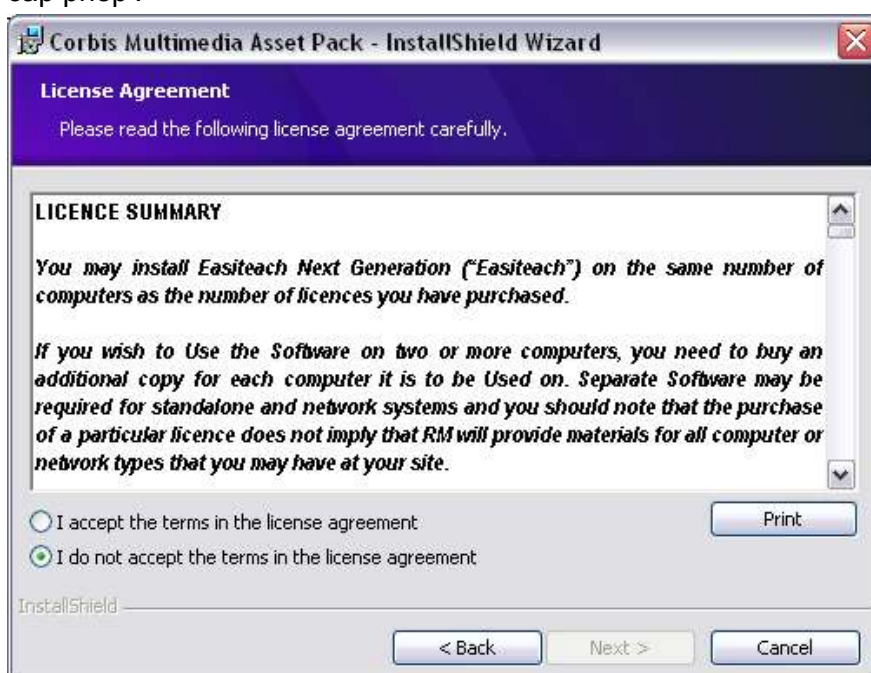 Corbis Multimedia Asset Pack - InstallShield Wizard
License Agreement
Please read the following license agreement carefully.
LICENCE SUMMARY
You may install Easiteach Next Generation ("Easiteach") on the same number of
computers as the number of licences you have purchased.
If you wish to Use the Software on two or more computers, you need to buy an
additional copy for each computer it is to be Used on. Separate Software may be
required for standalone and network systems and you should note that the purchase
of a particular licence does not imply that RM will provide materials for all computer or
network types that you may have at your site.
I accept the terms in the license agreement
Print
I do not accept the terms in the license agreement
InstallShield
< Back
Next >
Cancel